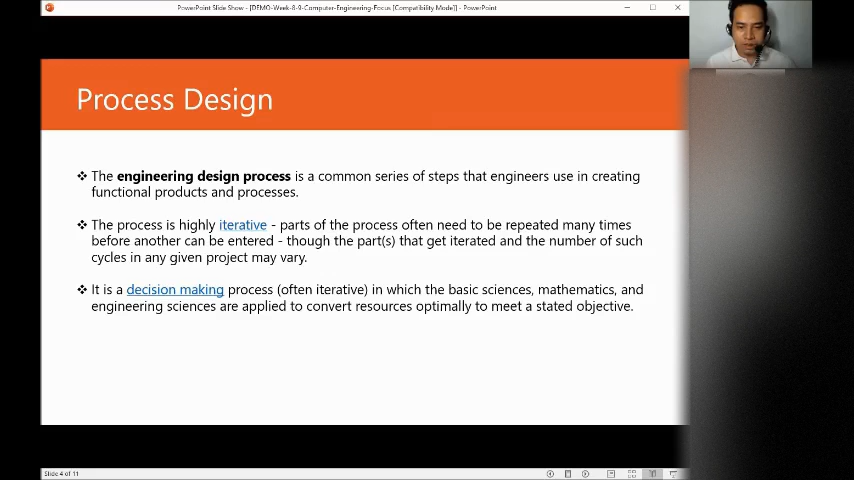 PowerPoint Slide Show - [DEMO-Week-8-9-Computer-Engineering-Focus [Compatibility Mode]] - PowerPoint
Process Design
❖ The engineering design process is a common series of steps that engineers use in creating
functional products and processes.
❖ The process is highly iterative - parts of the process often need to be repeated many times
before another can be entered - though the part(s) that get iterated and the number of such
cycles in any given project may vary.
❖ It is a decision making process (often iterative) in which the basic sciences, mathematics, and
engineering sciences are applied to convert resources optimally to meet a stated objective.
Slide 4 of 11